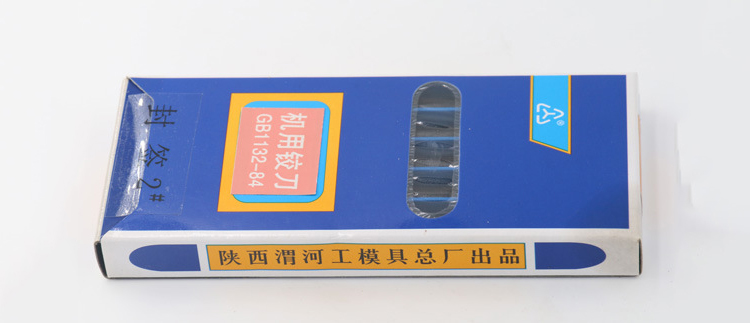 封签2#
机用铰刀
GB1132-84
®
陕西渭河工模具总厂出品